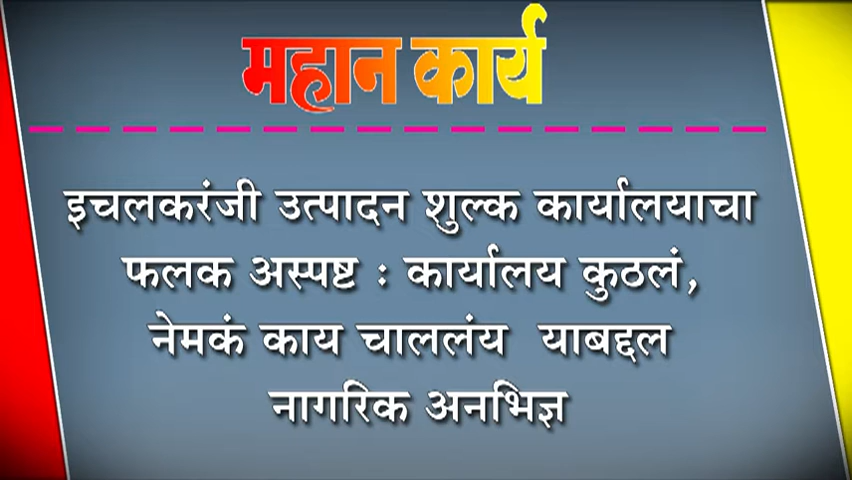 महान कार्य
इचलकरंजी उत्पादन शुल्क कार्यालयाचा
फलक अस्पष्ट : कार्यालय कुठलं,
नेमकं काय चाललंय याबद्दल
नागरिक अनभिज्ञ